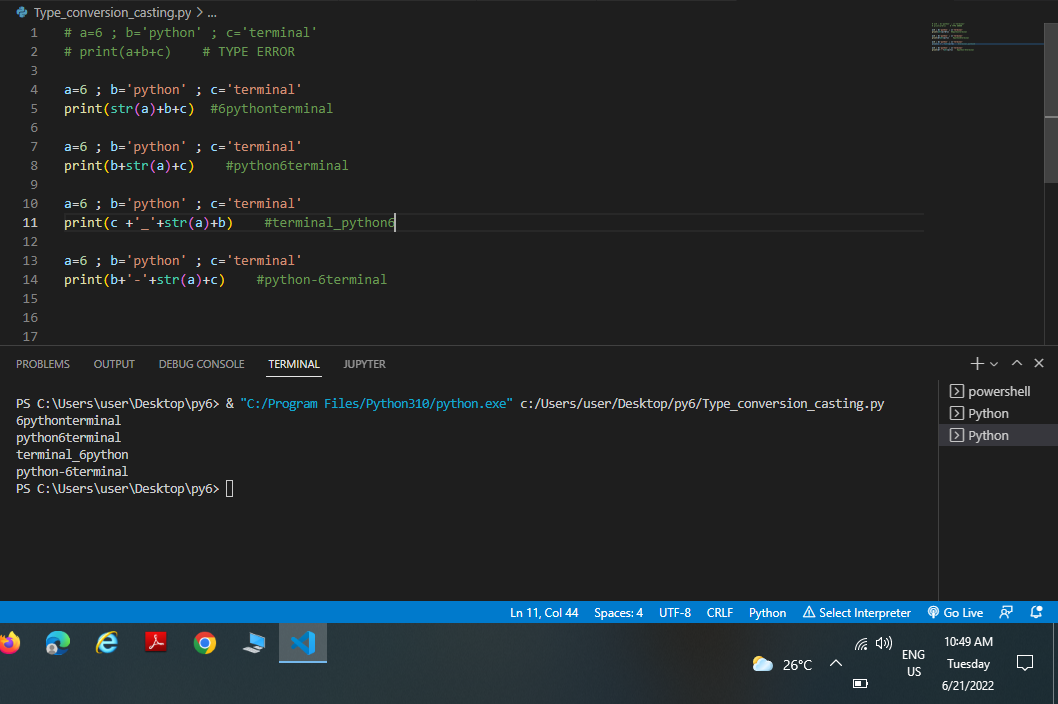 Type_conversion_casting.py > ...
1 # a=6 ; b='python' ; c='terminal'
2 # print(a+b+c)    # TYPE ERROR
3
4 a=6 ; b='python' ; c='terminal'
5 print(str(a)+b+c)  #6pythonterminal
6
7 a=6 ; b='python' ; c='terminal'
8 print(b+str(a)+c)    #python6terminal
9
10 a=6 ; b='python' ; c='terminal'
11 print(c +'_'+str(a)+b)    #terminal_python6
12
13 a=6 ; b='python' ; c='terminal'
14 print(b+'-'+str(a)+c)    #python-6terminal
15
16
17
PROBLEMS OUTPUT DEBUG CONSOLE TERMINAL JUPYTER
PS C:\Users\user\Desktop\py6> & "C:/Program Files/Python310/python.exe" c:/Users/user/Desktop/py6/Type_conversion_casting.py
6pythonterminal
python6terminal
terminal_6python
python-6terminal
PS C:\Users\user\Desktop\py6>
powershell
Python
Python
Ln 11, Col 44 Spaces: 4 UTF-8 CRLF Python Select Interpreter Go Live
26°C
ENG
US
10:49 AM
Tuesday
6/21/2022